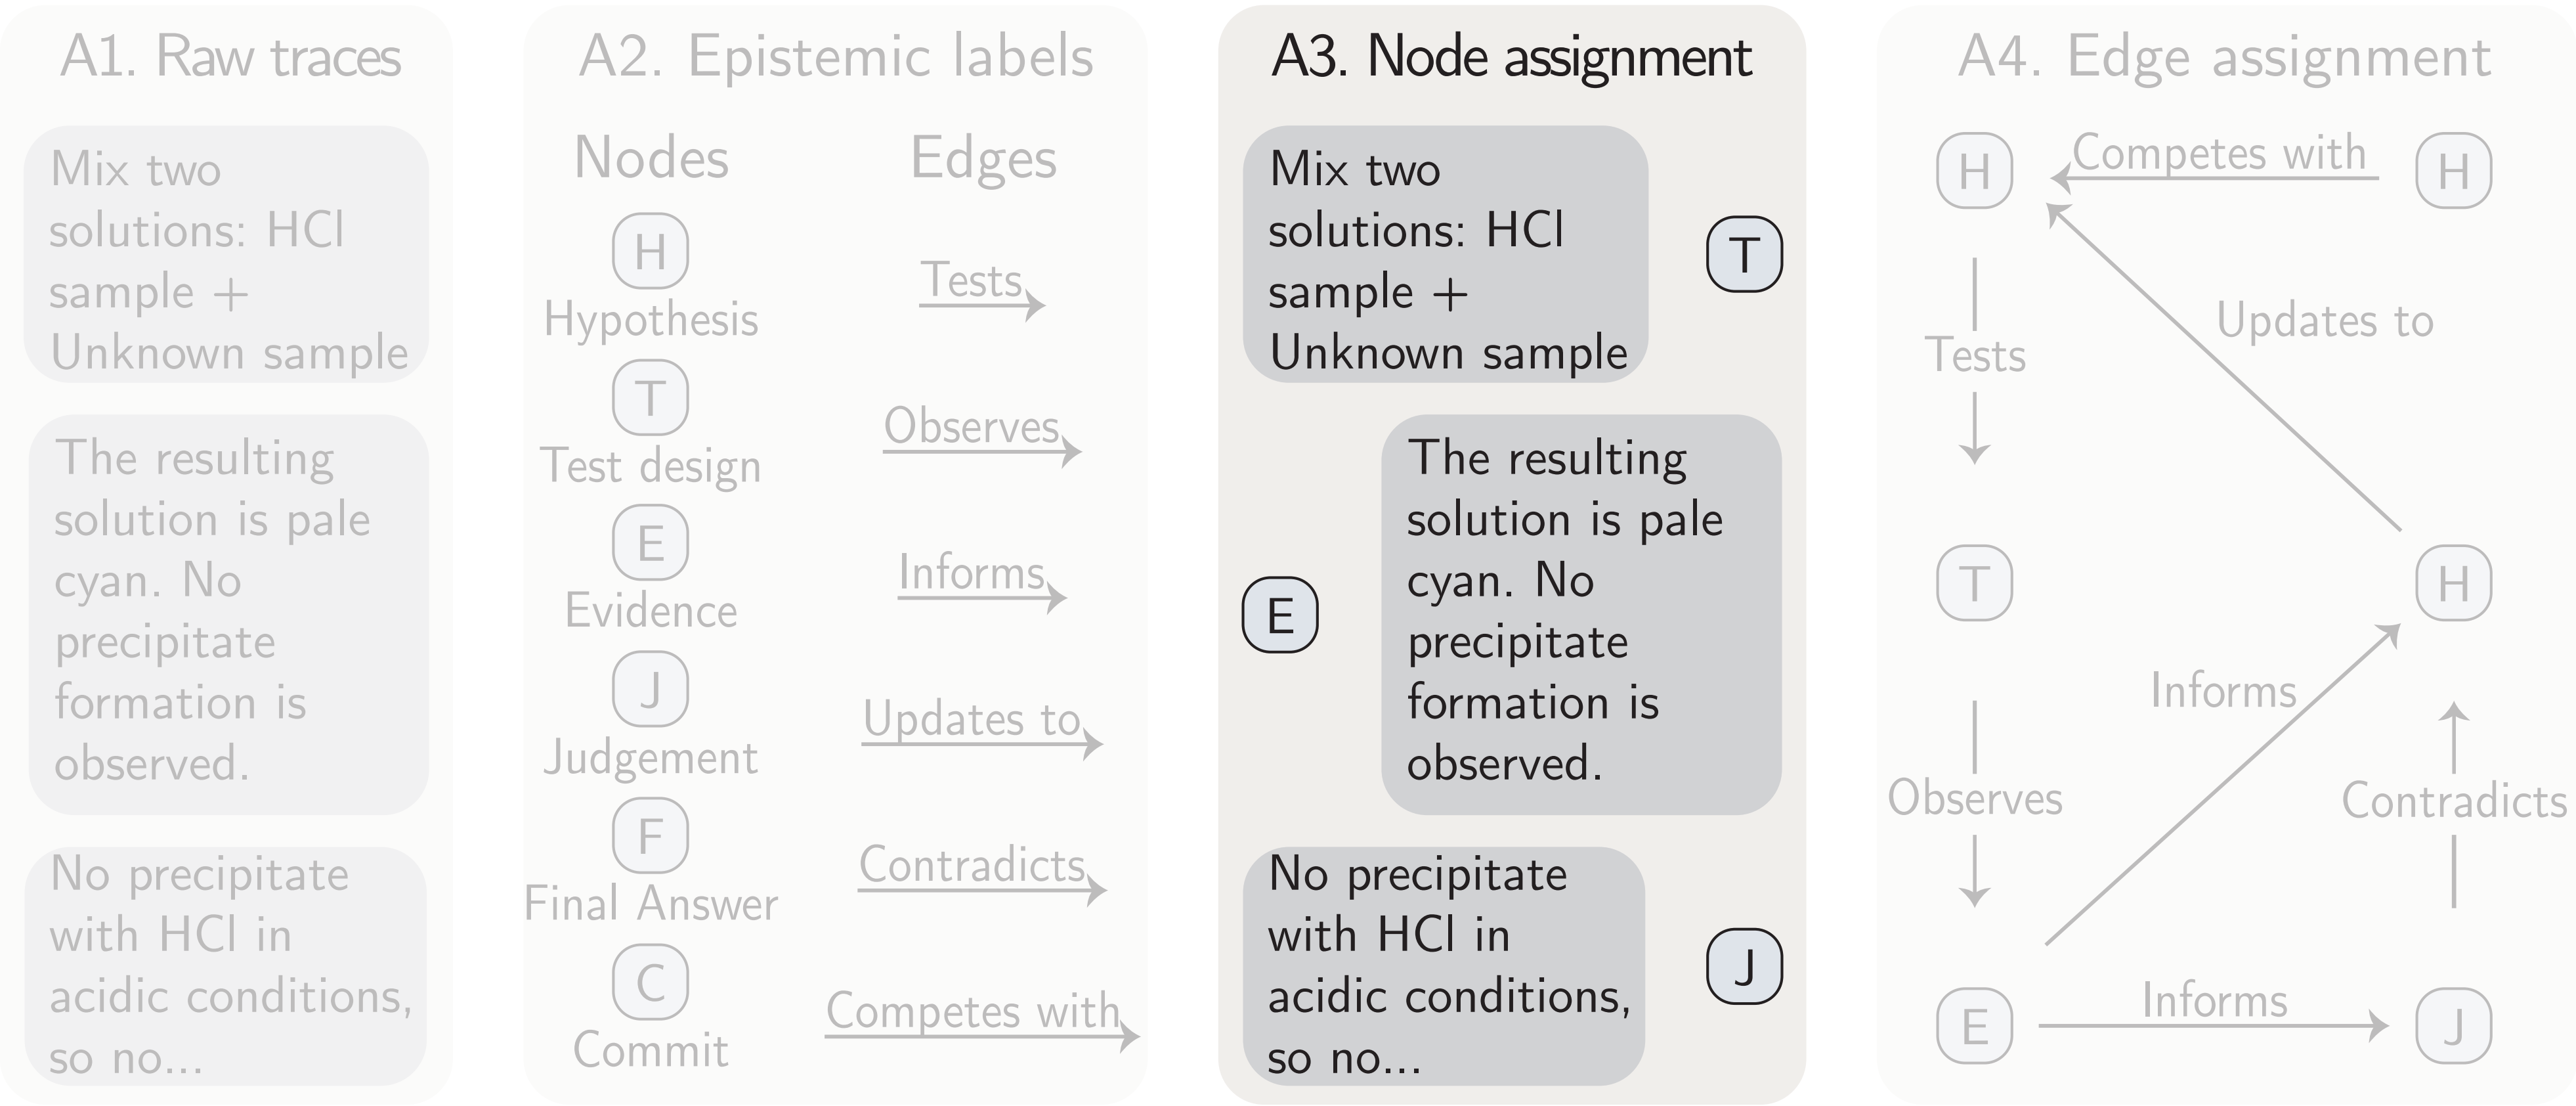 A1. Raw traces
Mix two
solutions: HCl
sample +
Unknown sample
The resulting
solution is pale
cyan. No
precipitate
formation is
observed.
No precipitate
with HCl in
acidic conditions,
so no...
A2. Epistemic labels
Nodes
H
Hypothesis
T
Test design
E
Evidence
J
Judgement
F
Final Answer
C
Commit
Edges
Tests
Observes
Informs
Updates to
Contradicts
Competes with
A3. Node assignment
Mix two
solutions: HCl
sample +
Unknown sample
T
The resulting
solution is pale
cyan. No
precipitate
formation is
observed.
E
No precipitate
with HCl in
acidic conditions,
so no...
J
A4. Edge assignment
H
Competes with
H
Updates to
Tests
T
H
Informs
Observes
Contradicts
E
Informs
J